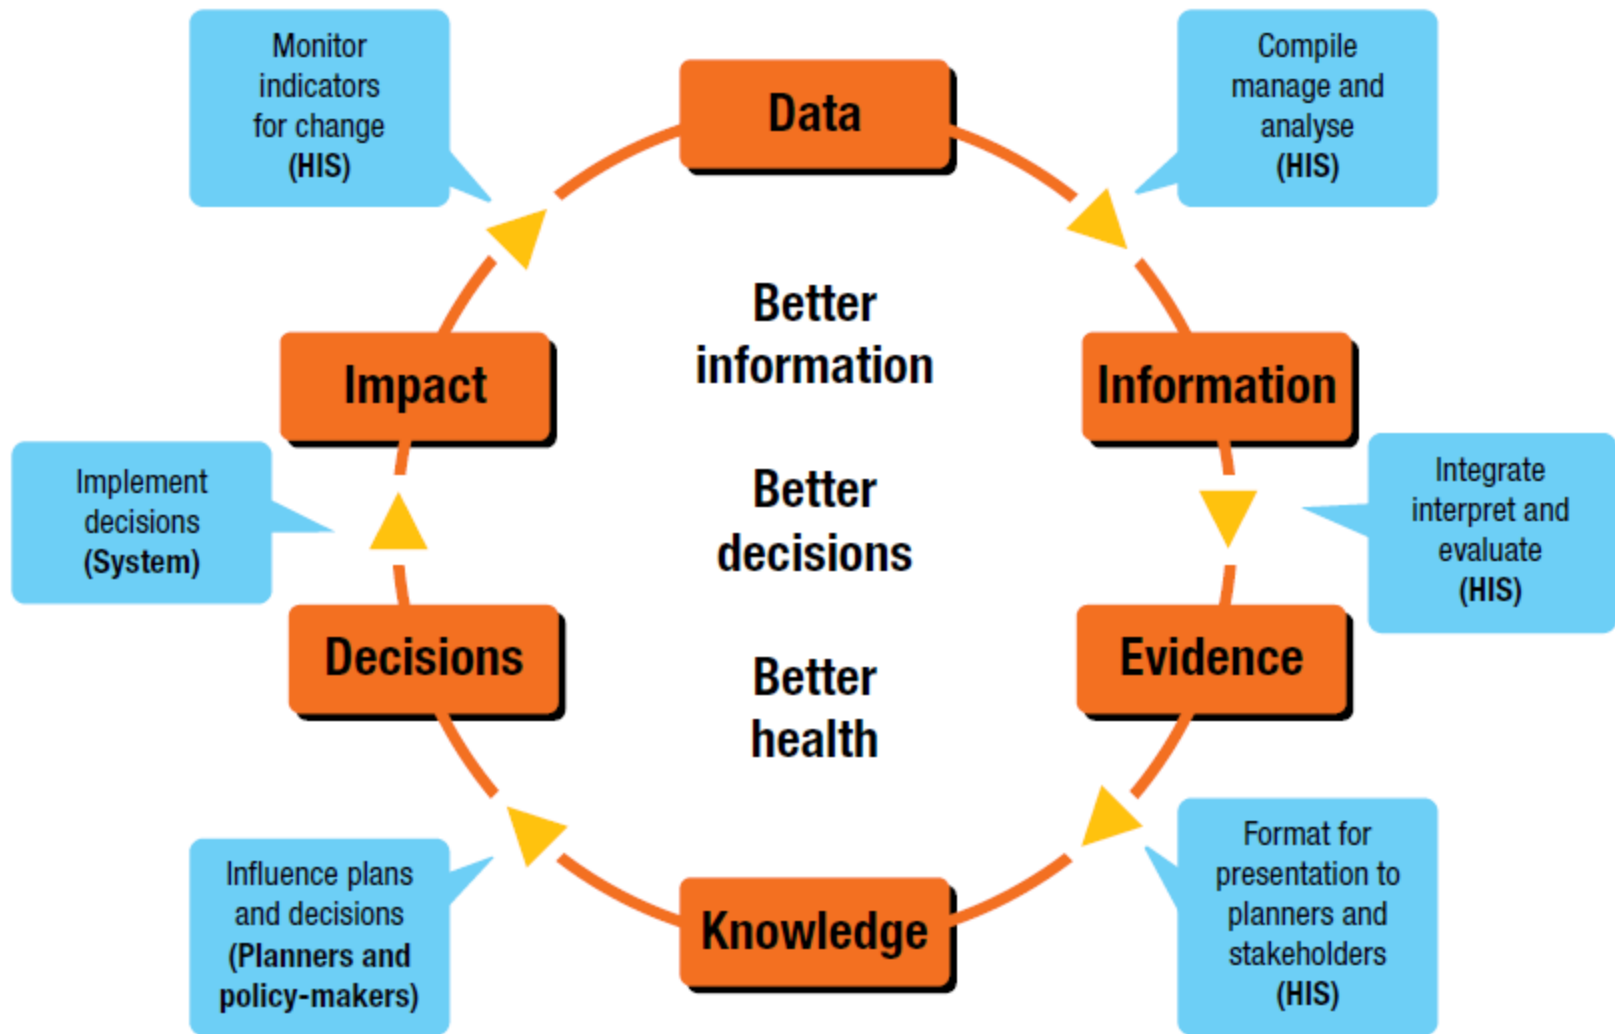 Monitor
indicators
for change
(HIS)
Data
Compile
manage and
analyse
(HIS)
Better
information
Impact
Information
Implement
decisions
(System)
Better
decisions
Integrate
interpret and
evaluate
(HIS)
Decisions
Evidence
Better
health
Influence plans
and decisions
(Planners and
policy-makers)
Knowledge
Format for
presentation to
planners and
stakeholders
(HIS)